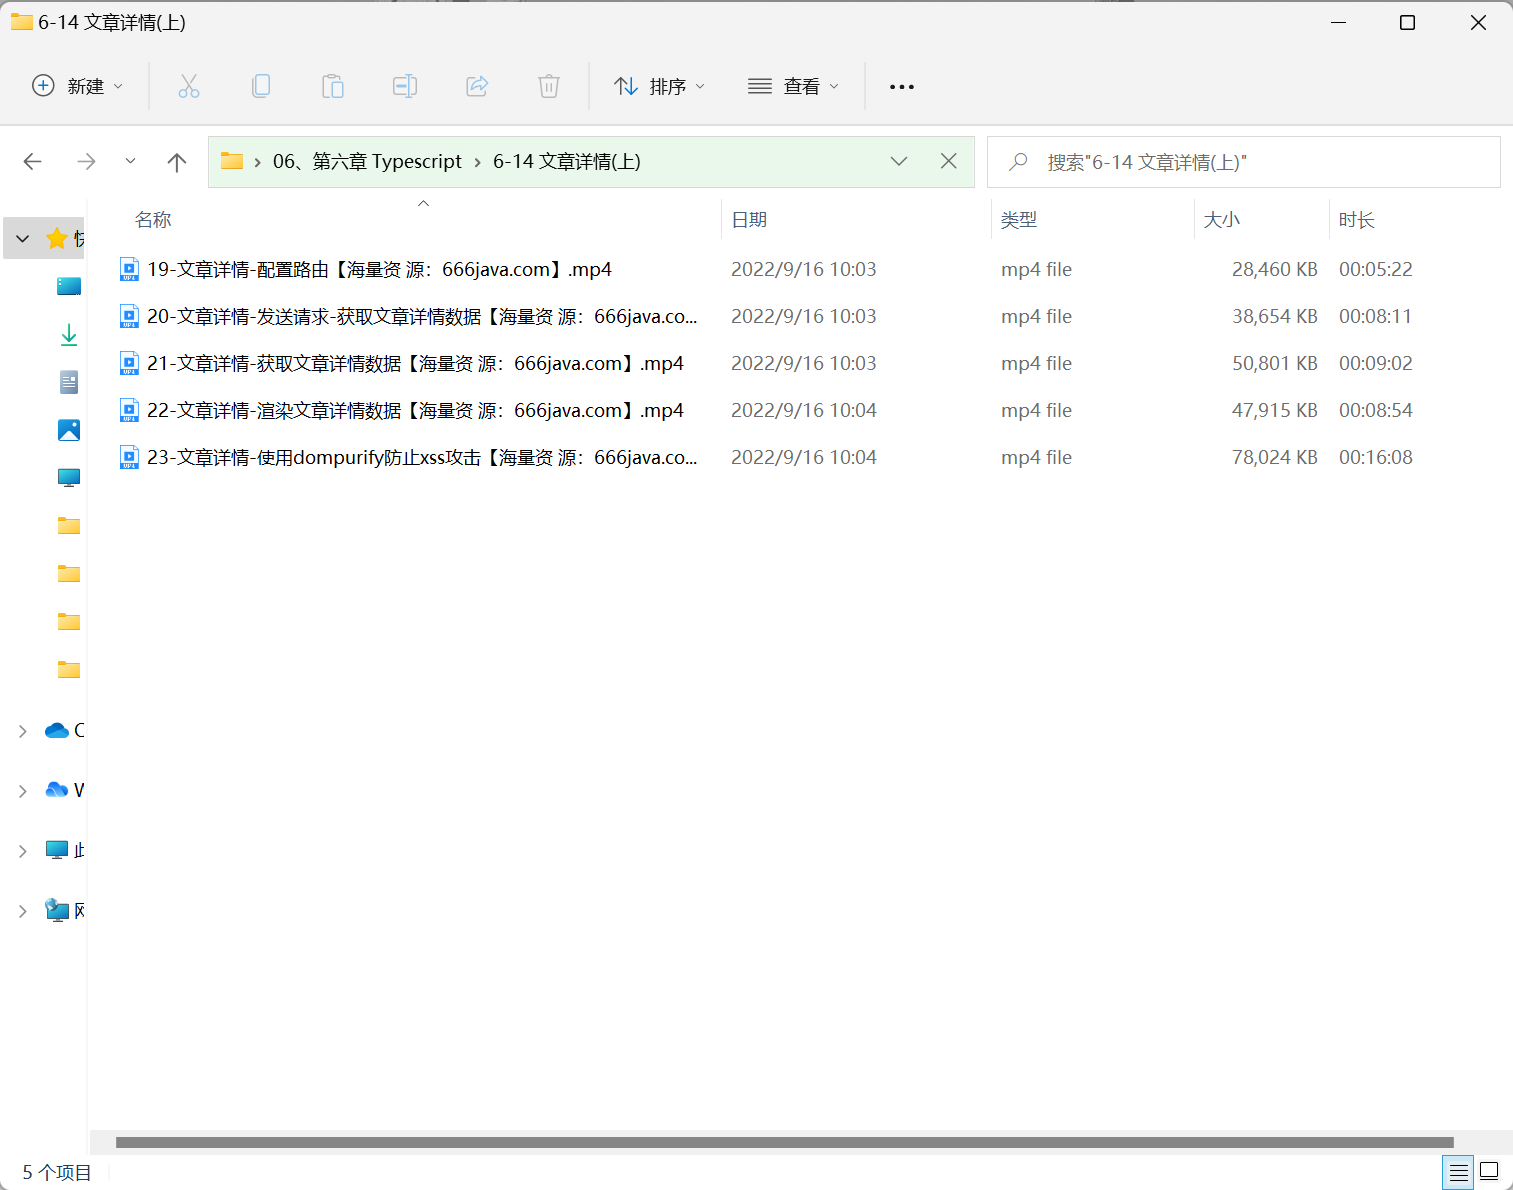 6-14 文章详情(上)
新建
排序
查看
06、第六章 Typescript
6-14 文章详情(上)
搜索"6-14 文章详情(上)"
名称
日期
类型
大小
时长
19-文章详情-配置路由【海量资 源：666java.com】.mp4 2022/9/16 10:03 mp4 file 28,460 KB 00:05:22
20-文章详情-发送请求-获取文章详情数据【海量资 源：666java.co... 2022/9/16 10:03 mp4 file 38,654 KB 00:08:11
21-文章详情-获取文章详情数据【海量资 源：666java.com】.mp4 2022/9/16 10:03 mp4 file 50,801 KB 00:09:02
22-文章详情-渲染文章详情数据【海量资 源：666java.com】.mp4 2022/9/16 10:04 mp4 file 47,915 KB 00:08:54
23-文章详情-使用dompurify防止xss攻击【海量资 源：666java.co... 2022/9/16 10:04 mp4 file 78,024 KB 00:16:08
5 个项目